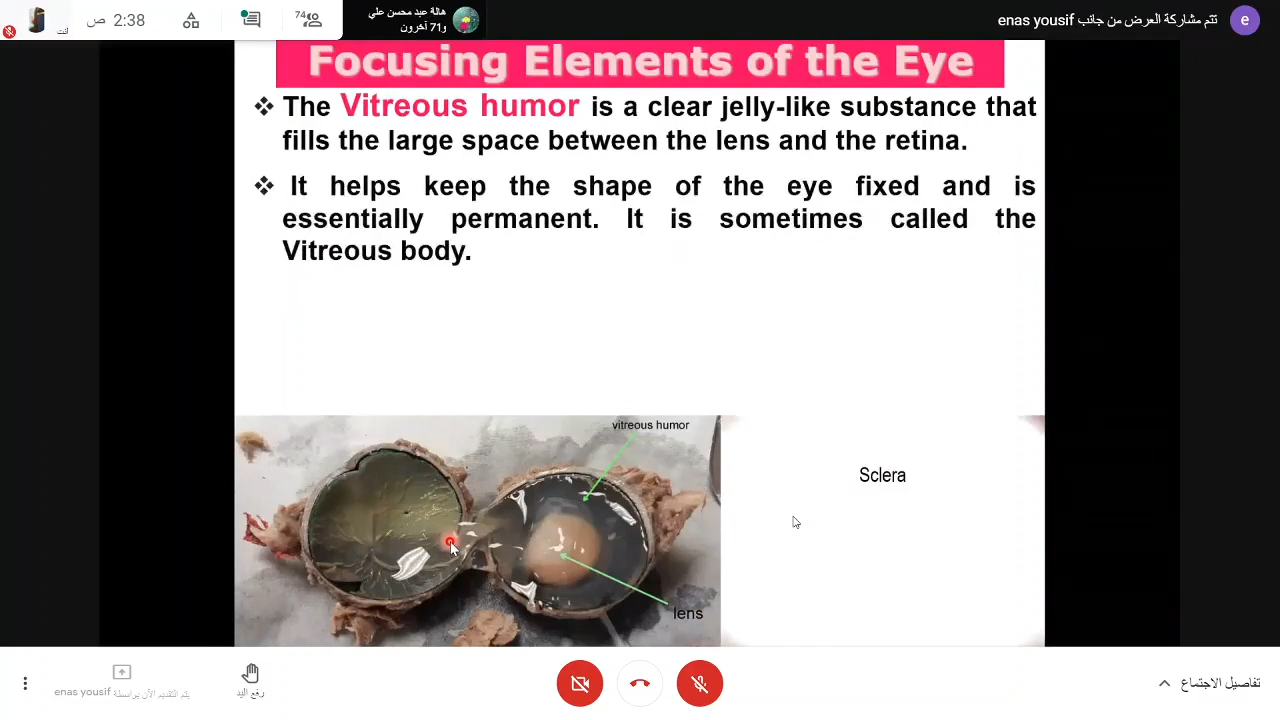 2:38 ص
74
هالة عبد محسن علي
و71 آخرون
تتم مشاركة العرض من جانب enas yousif
e
أنت
Focusing Elements of the Eye
❖ The Vitreous humor is a clear jelly-like substance that
fills the large space between the lens and the retina.
❖ It helps keep the shape of the eye fixed and is
essentially permanent. It is sometimes called the
Vitreous body.
vitreous humor
lens
Sclera
يتم التقديم الآن بواسطة enas yousif
رفع اليد
تفاصيل الاجتماع